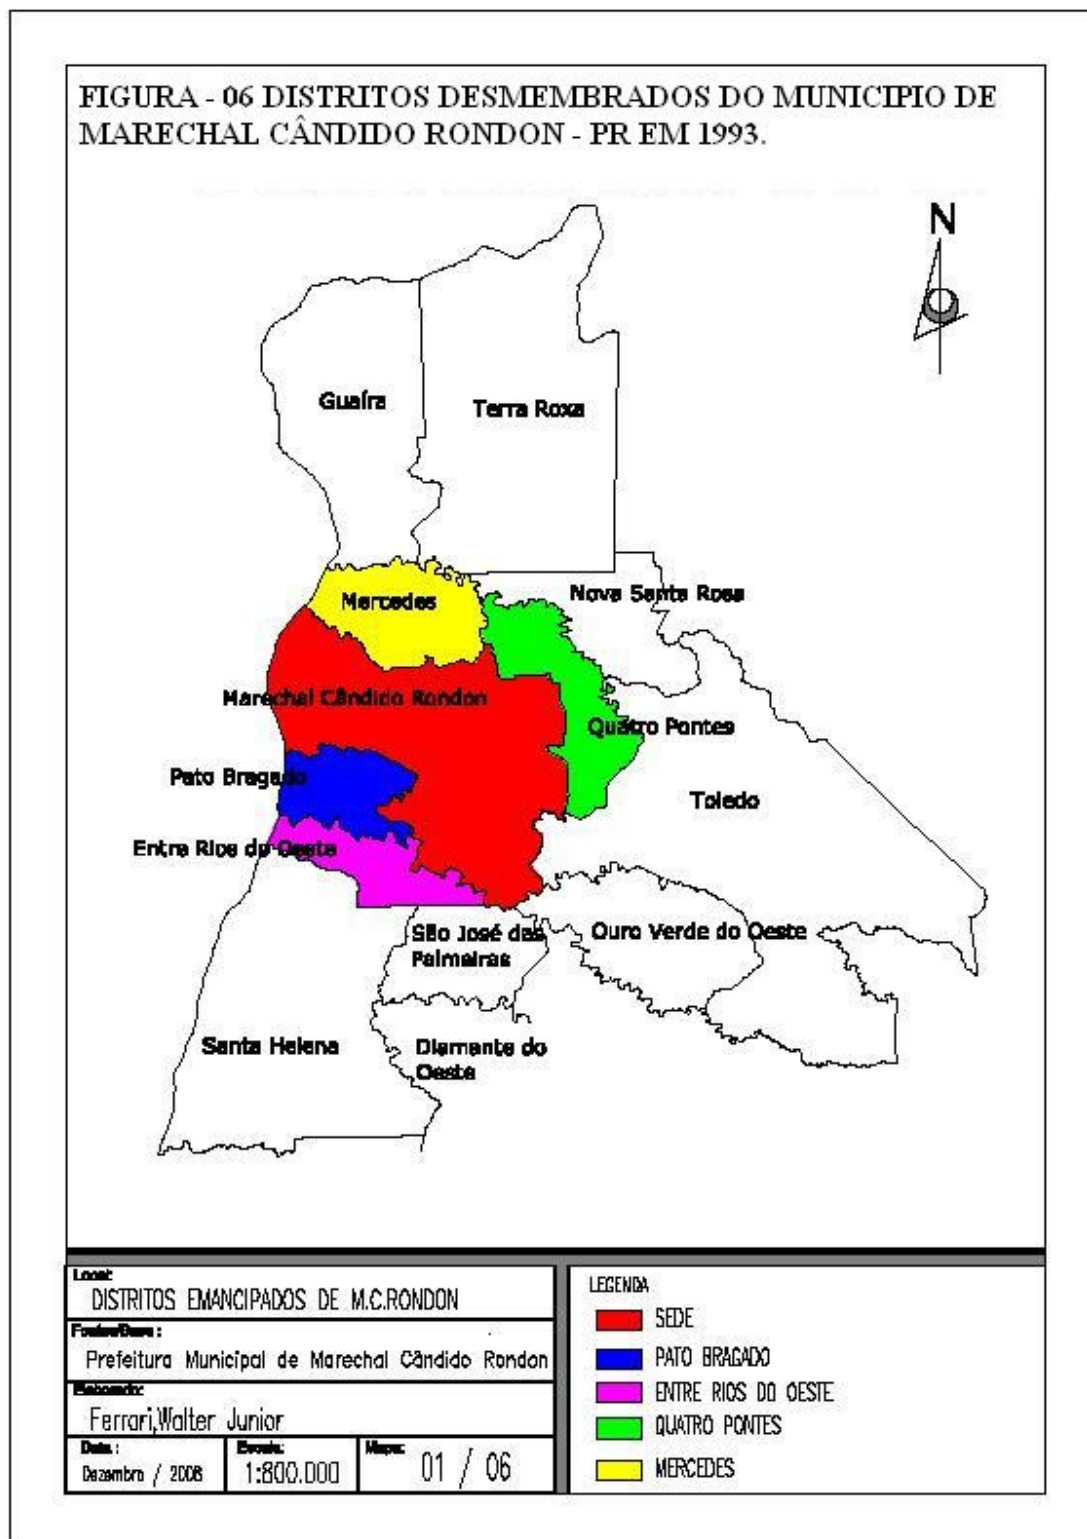 FIGURA - 06 DISTRITOS DESMEMBRADOS DO MUNICIPIO DE
MARECHAL CÂNDIDO RONDON - PR EM 1993.
N
Guaíra
Terra Roxa
Nova Santa Rosa
Mercedes
Marechal Cândido Rondon
Quatro Pontes
Pato Bragado
Toledo
Entre Rios do Oeste
São José das
Palmeiras
Ouro Verde do Oeste
Santa Helena
Diamante do
Oeste
Local:
DISTRITOS EMANCIPADOS DE M.C.RONDON
Prefeitura Municipal de Marechal Cândido Rondon
Elaborador:
Ferrari,Walter Junior
Data :
Dezembro / 2008
Escala:
1:800.000
Mapa:
01 / 06
LEGENDA
SEDE
PATO BRAGADO
ENTRE RIOS DO OESTE
QUATRO PONTES
MERCEDES